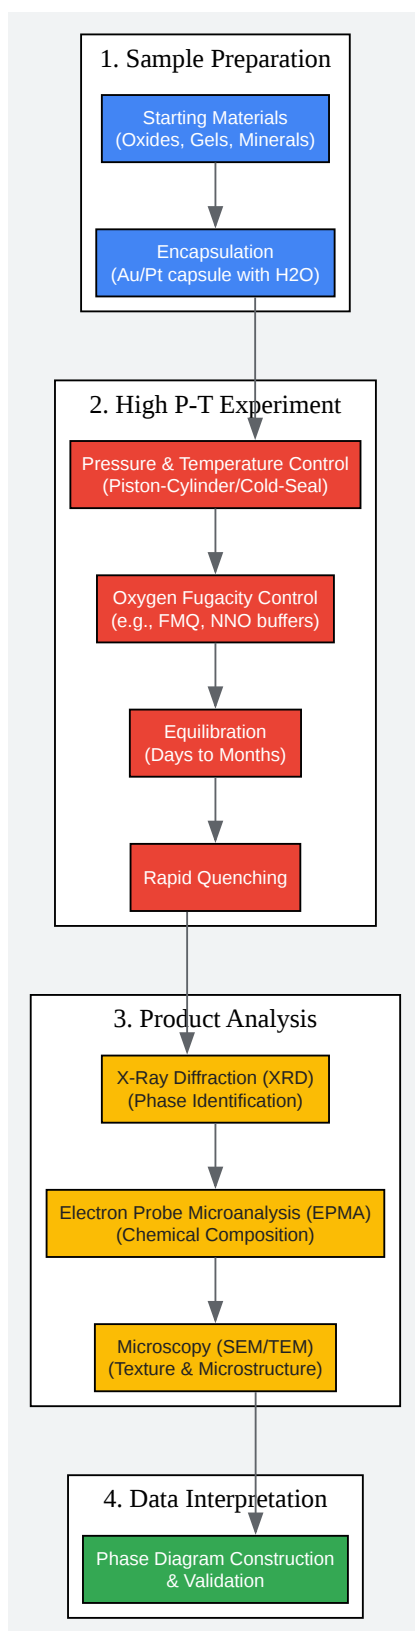 1. Sample Preparation
Starting Materials
(Oxides, Gels, Minerals)
Encapsulation
(Au/Pt capsule with H2O)
2. High P-T Experiment
Pressure & Temperature Control
(Piston-Cylinder/Cold-Seal)
Oxygen Fugacity Control
(e.g., FMQ, NNO buffers)
Equilibration
(Days to Months)
Rapid Quenching
3. Product Analysis
X-Ray Diffraction (XRD)
(Phase Identification)
Electron Probe Microanalysis (EPMA)
(Chemical Composition)
Microscopy (SEM/TEM)
(Texture & Microstructure)
4. Data Interpretation
Phase Diagram Construction
& Validation